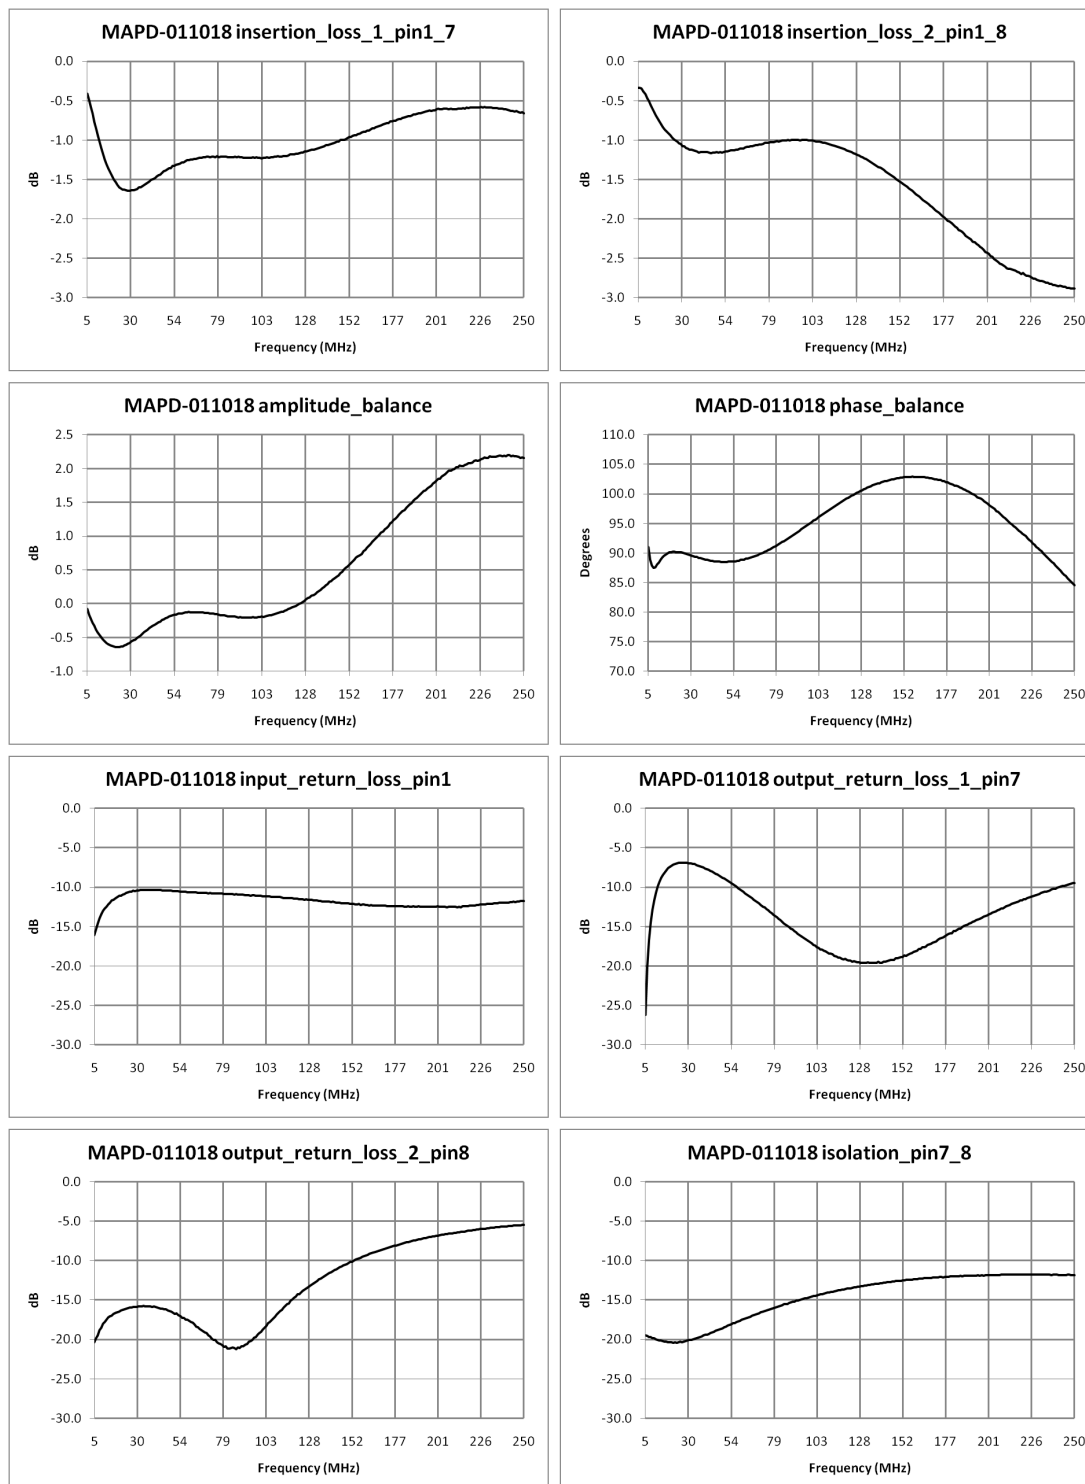 MAPD-011018 insertion_loss_1_pin1_7
0.0
-0.5
-1.0
-1.5
-2.0
-2.5
-3.0
dB
5 30 54 79 103 128 152 177 201 226 250
Frequency (MHz)
MAPD-011018 insertion_loss_2_pin1_8
0.0
-0.5
-1.0
-1.5
-2.0
-2.5
-3.0
dB
5 30 54 79 103 128 152 177 201 226 250
Frequency (MHz)
MAPD-011018 amplitude_balance
2.5
2.0
1.5
1.0
0.5
0.0
-0.5
-1.0
dB
5 30 54 79 103 128 152 177 201 226 250
Frequency (MHz)
MAPD-011018 phase_balance
110.0
105.0
100.0
95.0
90.0
85.0
80.0
75.0
70.0
Degrees
5 30 54 79 103 128 152 177 201 226 250
Frequency (MHz)
MAPD-011018 input_return_loss_pin1
0.0
-5.0
-10.0
-15.0
-20.0
-25.0
-30.0
dB
5 30 54 79 103 128 152 177 201 226 250
Frequency (MHz)
MAPD-011018 output_return_loss_1_pin7
0.0
-5.0
-10.0
-15.0
-20.0
-25.0
-30.0
dB
5 30 54 79 103 128 152 177 201 226 250
Frequency (MHz)
MAPD-011018 output_return_loss_2_pin8
0.0
-5.0
-10.0
-15.0
-20.0
-25.0
-30.0
dB
5 30 54 79 103 128 152 177 201 226 250
Frequency (MHz)
MAPD-011018 isolation_pin7_8
0.0
-5.0
-10.0
-15.0
-20.0
-25.0
-30.0
dB
5 30 54 79 103 128 152 177 201 226 250
Frequency (MHz)